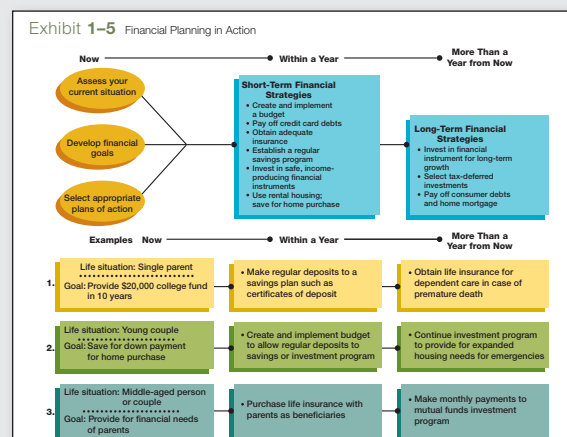 Exhibit 1–5 Financial Planning in Action
Now
Within a Year
More Than a
Year from Now
Assess your
current situation
Develop financial
goals
Select appropriate
plans of action
Short-Term Financial
Strategies
• Create and implement
a budget
• Pay off credit card debts
• Obtain adequate
insurance
• Establish a regular
savings program
• Invest in safe, income-
producing financial
instruments
• Use rental housing;
save for home purchase
Long-Term Financial
Strategies
• Invest in financial
instrument for long-term
growth
• Select tax-deferred
investments
• Pay off consumer debts
and home mortgage
Examples Now
Within a Year
More Than a
Year from Now
1.
Life situation: Single parent
Goal: Provide $20,000 college fund
in 10 years
• Make regular deposits to a
savings plan such as
certificates of deposit
• Obtain life insurance for
dependent care in case of
premature death
2.
Life situation: Young couple
Goal: Save for down payment
for home purchase
• Create and implement budget
to allow regular deposits to
savings or investment program
• Continue investment program
to provide for expanded
housing needs for emergencies
3.
Life situation: Middle-aged person
or couple
Goal: Provide for financial needs
of parents
• Purchase life insurance with
parents as beneficiaries
• Make monthly payments to
mutual funds investment
program